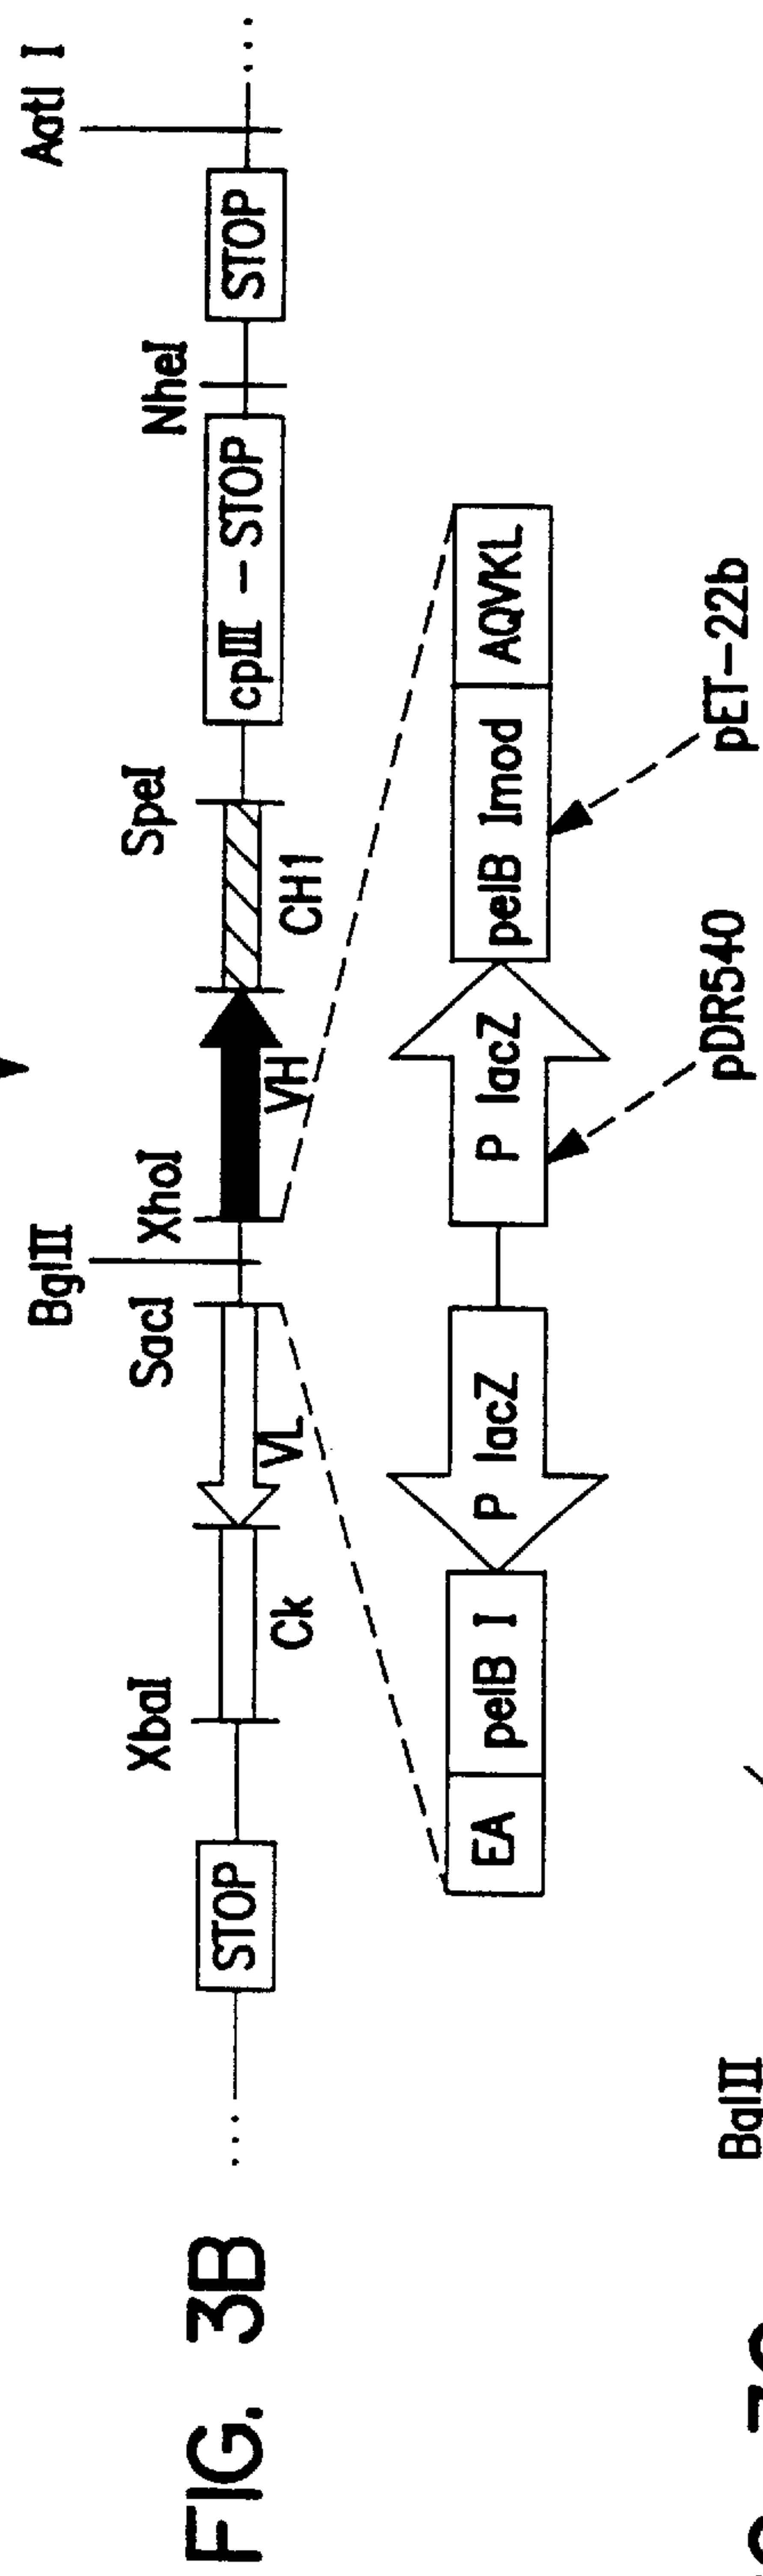 BglII
AatI I
XbaI
SacI
XhoI
SpeI
NheI
FIG. 3B
...
STOP
cpIII – STOP
STOP
...
Ck
VL
VH
CH1
EA
pelB I
P lacZ
P lacZ
pelB Imod
AQVKL
pDR540
pET–22b
BglII